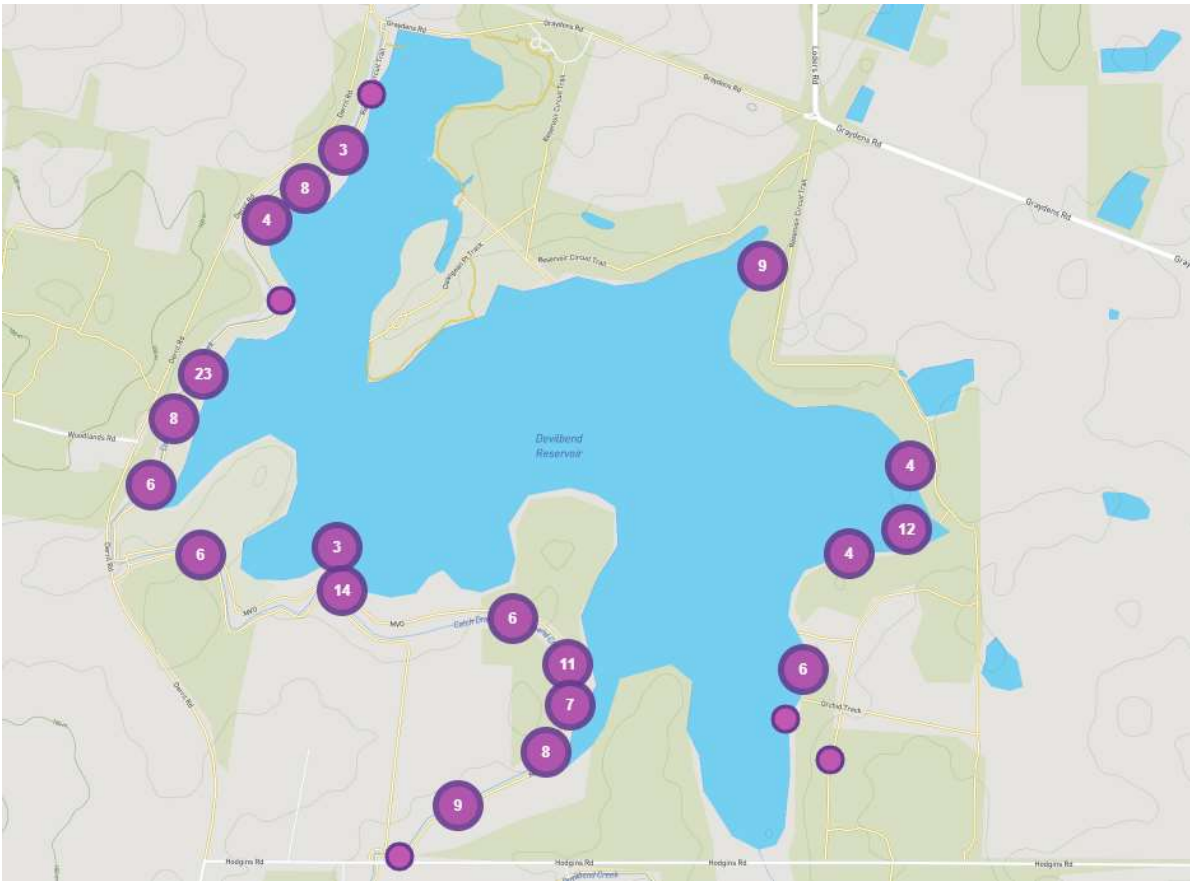 Graydens Rd
Graydens Rd
Derril Rd
Reservoir Circuit Trail
Graydens Rd
Loders Rd
Graydens Rd
3
8
4
Derril Rd
Graydens Rd
Reservoir Circuit Trail
Reservoir Circuit Trail
9
Derril Rd
23
8
Woodlands Rd
Devilbend
Reservoir
4
6
12
3
4
6
Derril Rd
14
MVO
MVO
6
11
6
7
Derril Rd
Orchid Track
8
9
Hodgins Rd
Hodgins Rd
Hodgins Rd
Hodgins Rd